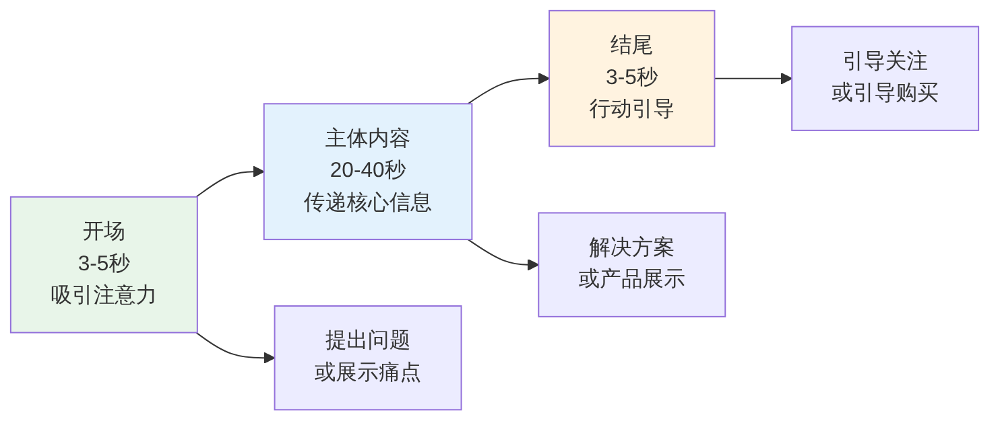 开场
3-5秒
吸引注意力
主体内容
20-40秒
传递核心信息
结尾
3-5秒
行动引导
引导关注
或引导购买
解决方案
或产品展示
提出问题
或展示痛点